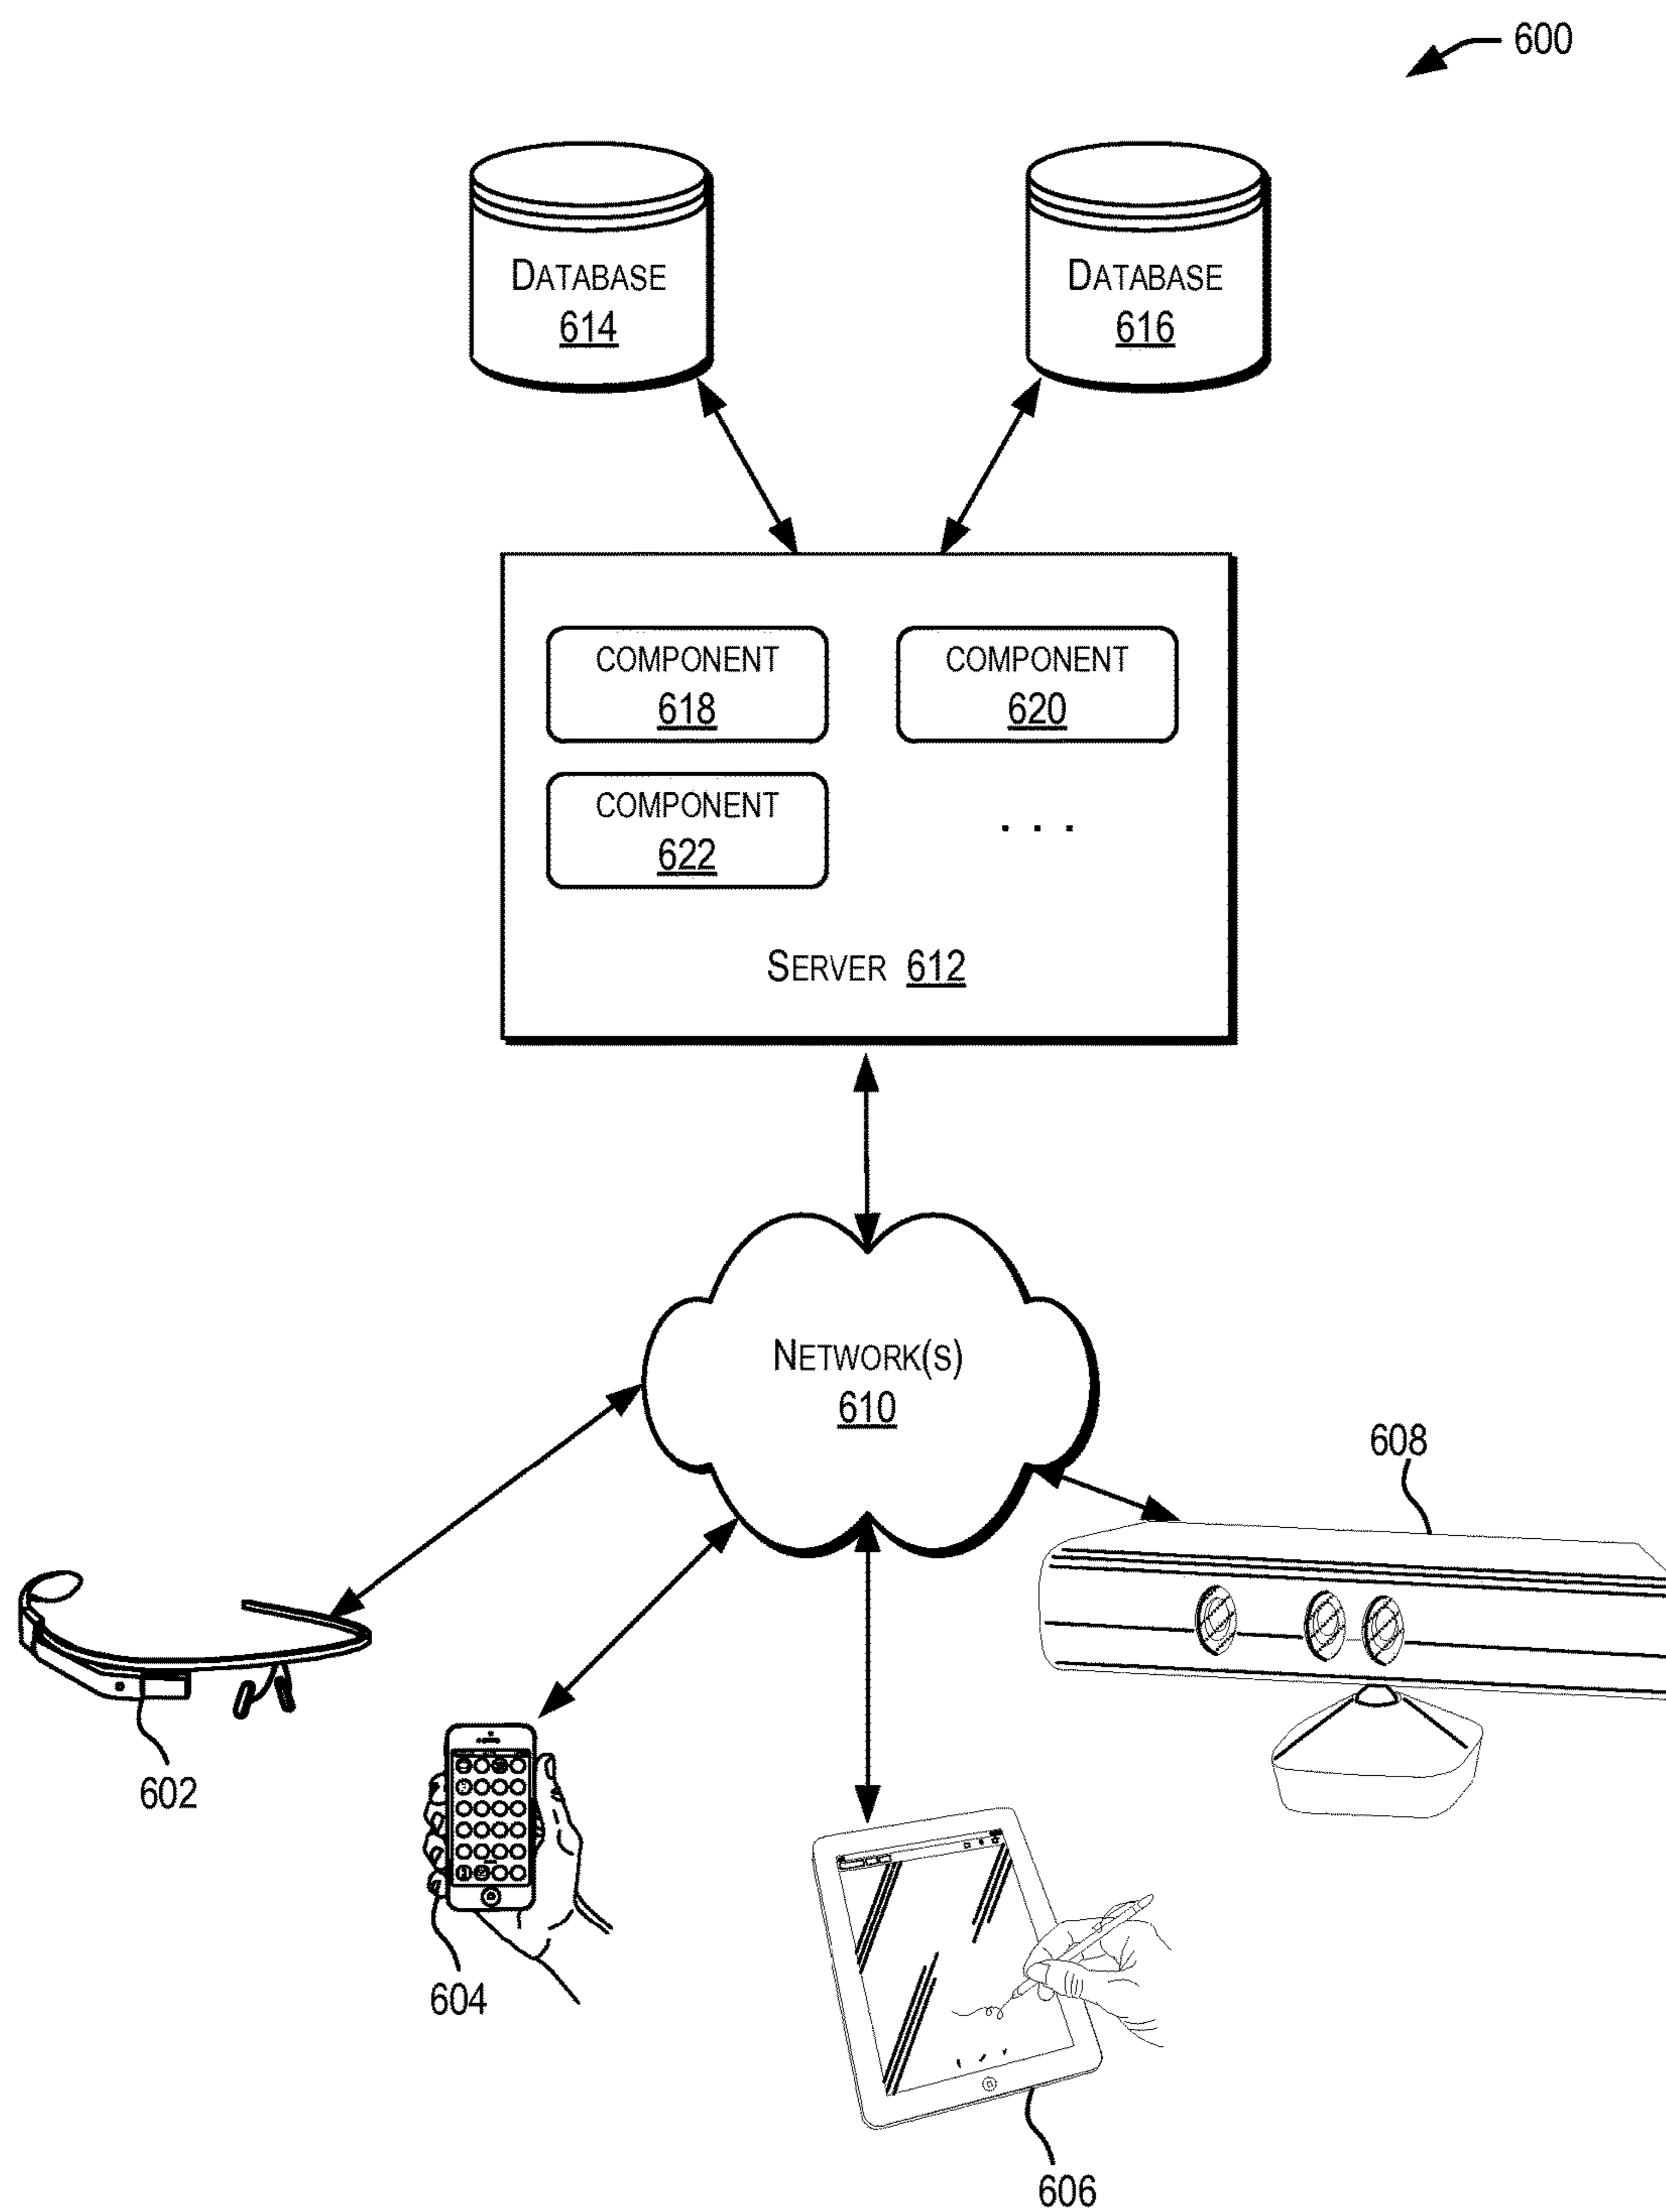 600
DATABASE
614
DATABASE
616
COMPONENT
618
COMPONENT
620
COMPONENT
622
. . .
SERVER 612
NETWORK(S)
610
608
602
604
606